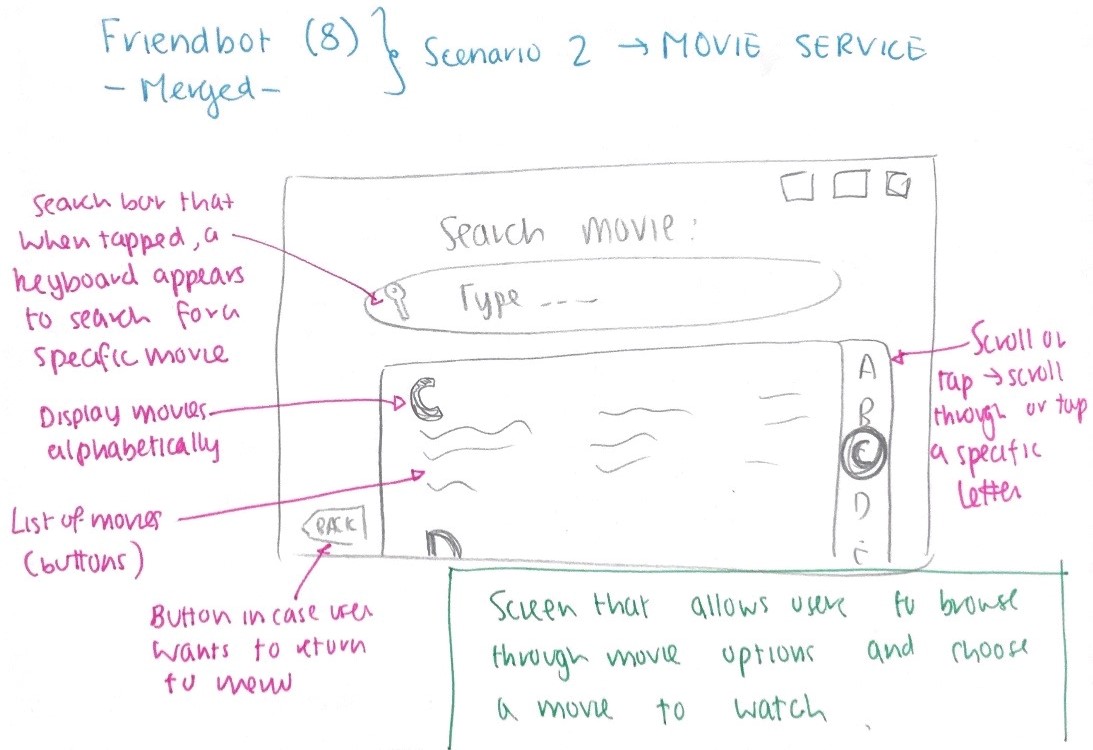 Friendbot (8)
- Merged -
Scenario 2 → MOVIE SERVICE
Search bar that
when tapped, a
keyboard appears
to search for a
specific movie
Display movies
alphabetically
List of movies
(buttons)
Button in case user
wants to return
to menu
Search movie:
Type ---
C
D
BACK
A
B
C
D
E
Scroll or
tap → scroll
through or tap
a specific
letter
Screen that allows users to browse
through movie options and choose
a movie to watch